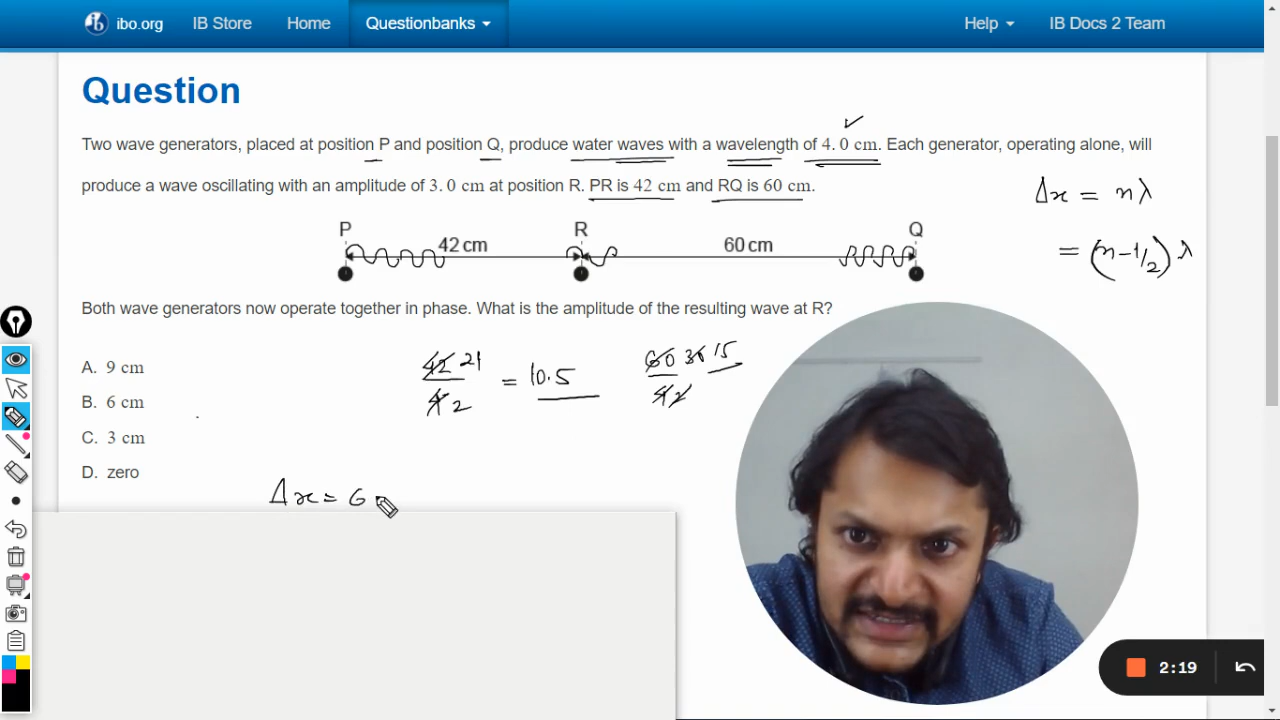 ibo.org IB Store Home Questionbanks Help IB Docs 2 Team
Question
Two wave generators, placed at position P and position Q, produce water waves with a wavelength of 4. 0 cm. Each generator, operating alone, will
produce a wave oscillating with an amplitude of 3. 0 cm at position R. PR is 42 cm and RQ is 60 cm.
Δx = nλ
= (n-1/2) λ
P R Q
42 cm 60 cm
Both wave generators now operate together in phase. What is the amplitude of the resulting wave at R?
A. 9 cm
B. 6 cm
C. 3 cm
D. zero
42 21
4 2
= 10.5
60 30 15
4 2
Δx = 6
2:19